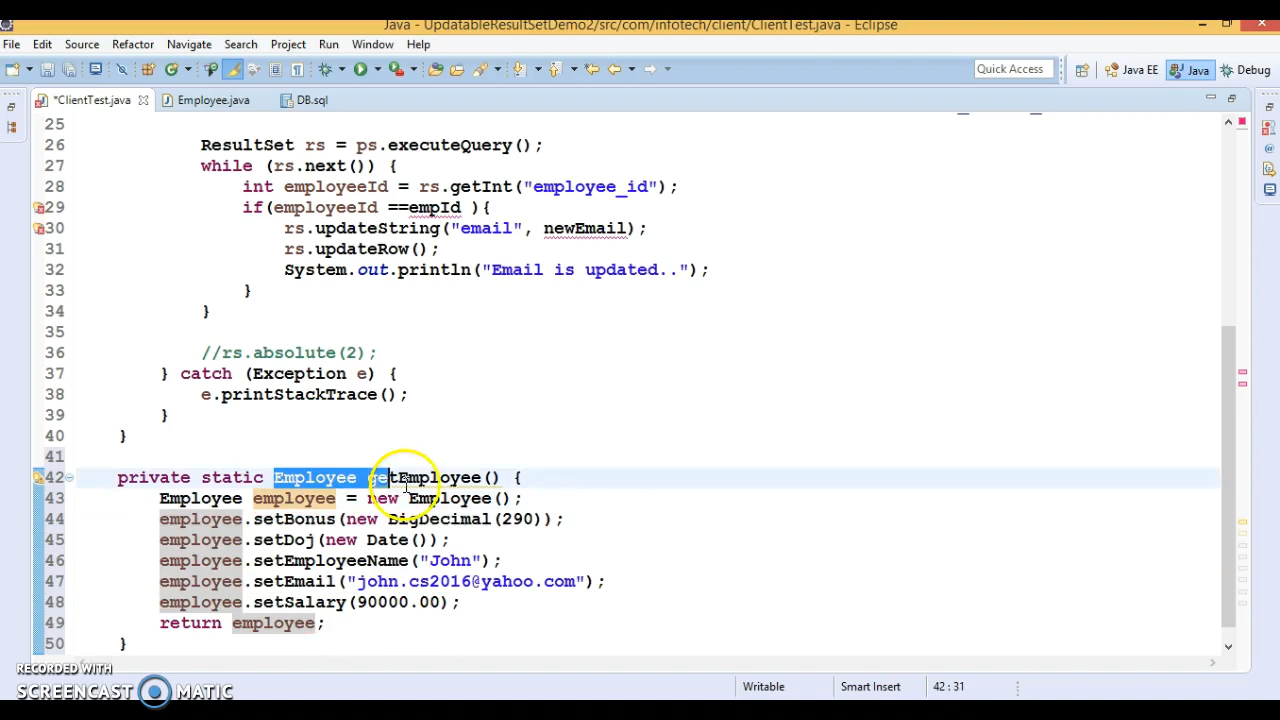 Java - UpdatableResultSetDemo2/src/com/infotech/client/ClientTest.java - Eclipse
File Edit Source Refactor Navigate Search Project Run Window Help
Quick Access Java EE Java Debug
*ClientTest.java Employee.java DB.sql
25
26 ResultSet rs = ps.executeQuery();
27 while (rs.next()) {
28 int employeeId = rs.getInt("employee_id");
29 if(employeeId ==empId ){
30 rs.updateString("email", newEmail);
31 rs.updateRow();
32 System.out.println("Email is updated..");
33 }
34 }
35
36 //rs.absolute(2);
37 } catch (Exception e) {
38 e.printStackTrace();
39 }
40 }
41
42 private static Employee getEmployee() {
43 Employee employee = new Employee();
44 employee.setBonus(new BigDecimal(290));
45 employee.setDoj(new Date());
46 employee.setEmployeeName("John");
47 employee.setEmail("john.cs2016@yahoo.com");
48 employee.setSalary(90000.00);
49 return employee;
50 }
RECORDED WITH
SCREENCAST MATIC
Writable Smart Insert 42 : 31